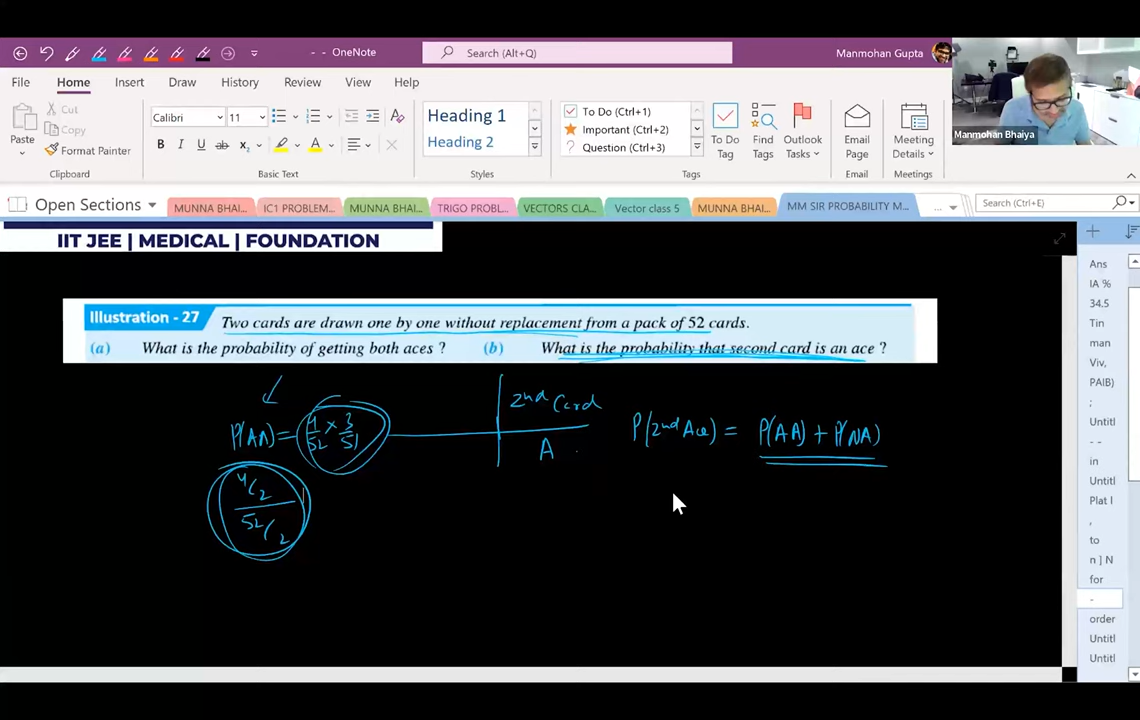 - - OneNote
Search (Alt+Q)
Manmohan Gupta
File Home Insert Draw History Review View Help
Paste
Cut
Copy
Format Painter
Clipboard
Calibri 11
B I U ab x₂ A
Basic Text
Heading 1
Heading 2
Styles
To Do (Ctrl+1)
Important (Ctrl+2)
Question (Ctrl+3)
To Do Tag
Find Tags
Outlook Tasks
Tags
Email Page
Email
Meeting Details
Meetings
Manmohan Bhaiya
Open Sections
MUNNA BHAI...
IC1 PROBLEM...
MUNNA BHAI...
TRIGO PROBL...
VECTORS CLA...
Vector class 5
MUNNA BHAI...
MM SIR PROBABILITY M...
...
Search (Ctrl+E)
IIT JEE | MEDICAL | FOUNDATION
Illustration - 27 Two cards are drawn one by one without replacement from a pack of 52 cards.
(a) What is the probability of getting both aces ? (b) What is the probability that second card is an ace ?
P(AA) = 4/52 × 3/51
⁴C₂ / ⁵²C₂
2nd Card
A
P(2nd Ace) = P(AA) + P(NA)
Ans
IA %
34.5
Tin
man
Viv,
PAIB)
;
Untitl
- -
in
Untitl
Plat I
,
to
n ] N
for
-
order
Untitl
Untitl